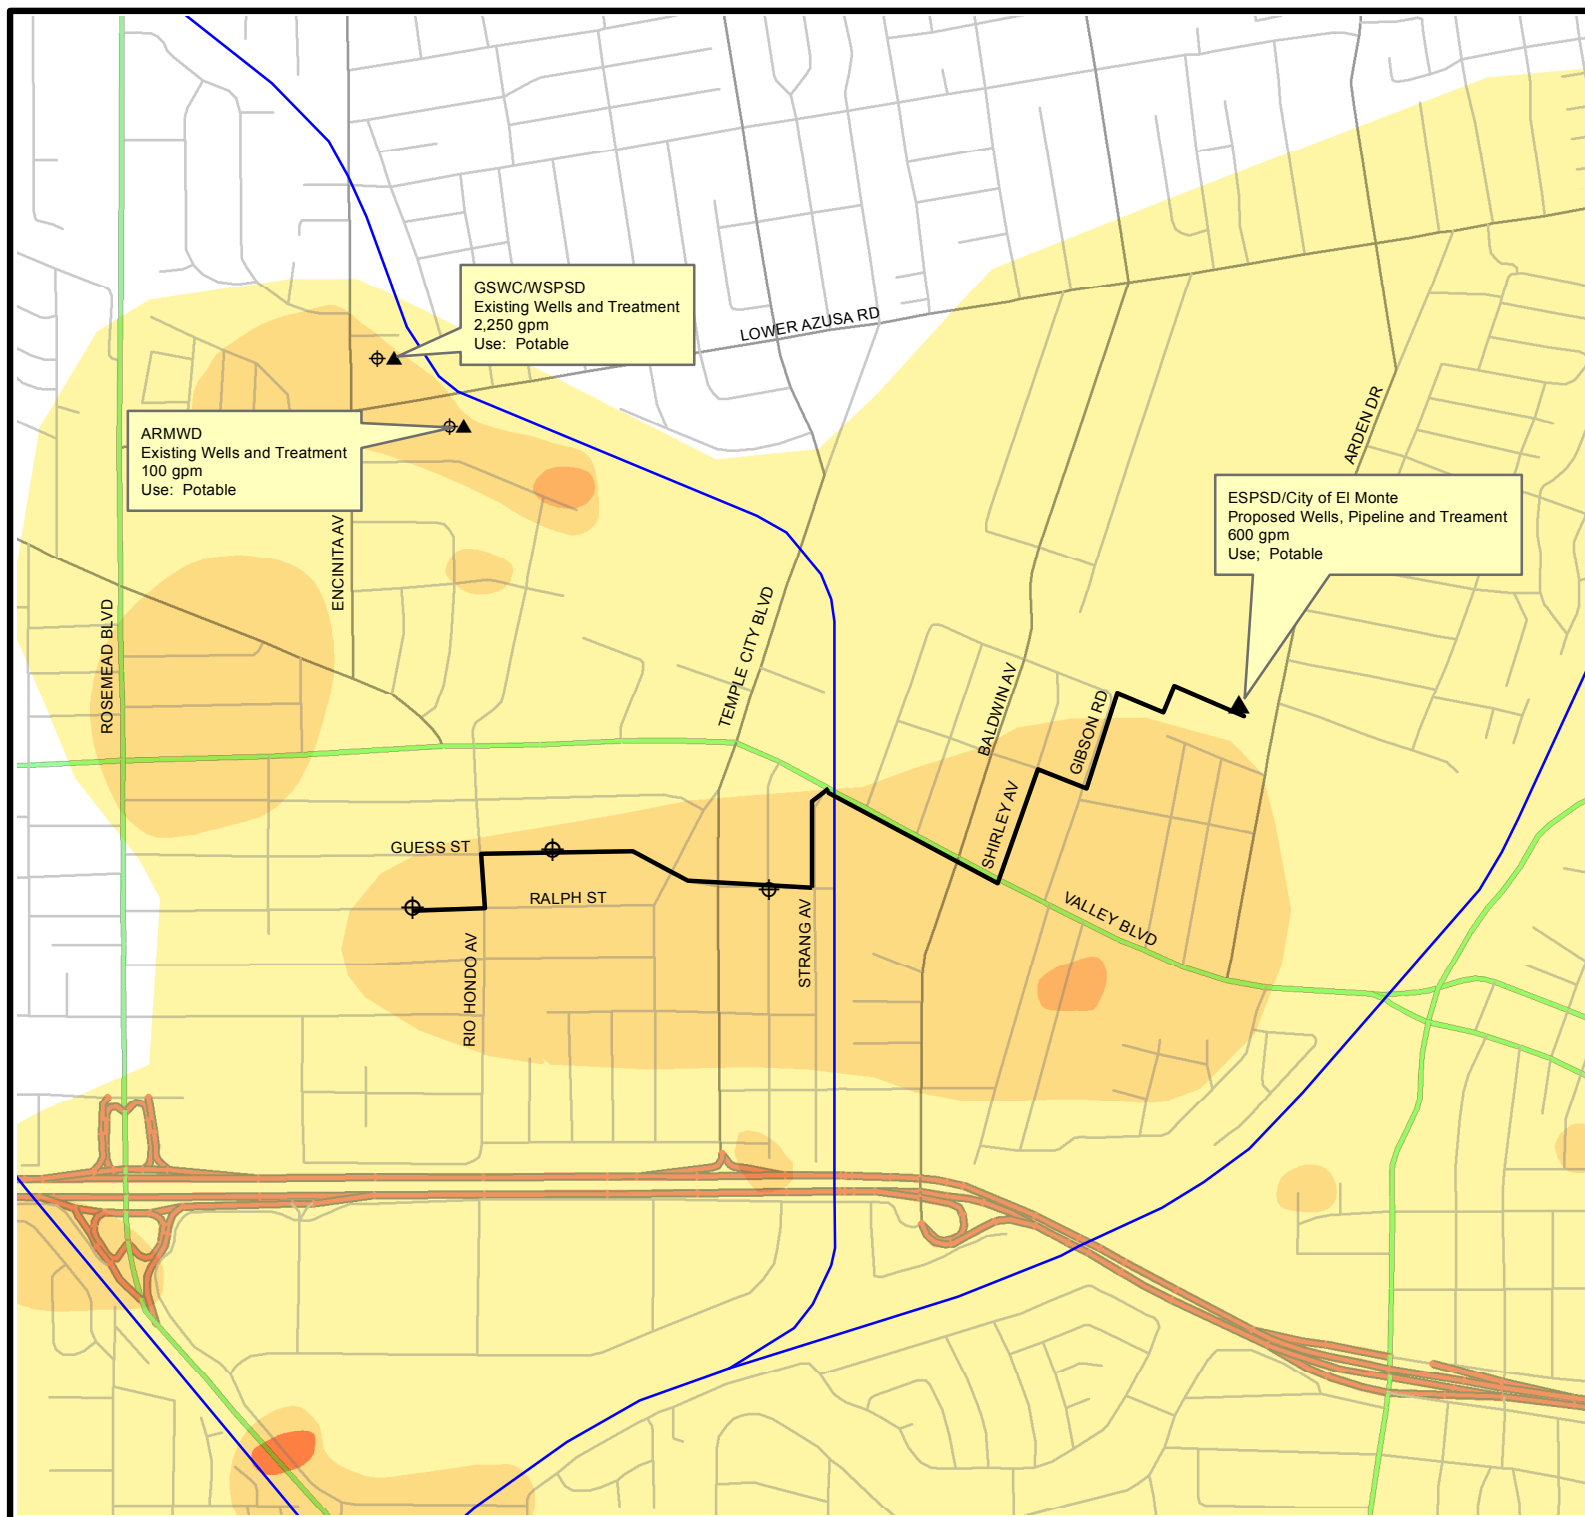 GSWC/WSPSD
Existing Wells and Treatment
2,250 gpm
Use:  Potable
LOWER AZUSA RD
ARMWD
Existing Wells and Treatment
100 gpm
Use:  Potable
ARDEN DR
ESPSD/City of El Monte
Proposed Wells, Pipeline and Treament
600 gpm
Use;  Potable
ENCINITA AV
ROSEMEAD BLVD
TEMPLE CITY BLVD
BALDWIN AV
GIBSON RD
SHIRLEY AV
GUESS ST
RALPH ST
VALLEY BLVD
STRANG AV
RIO HONDO AV